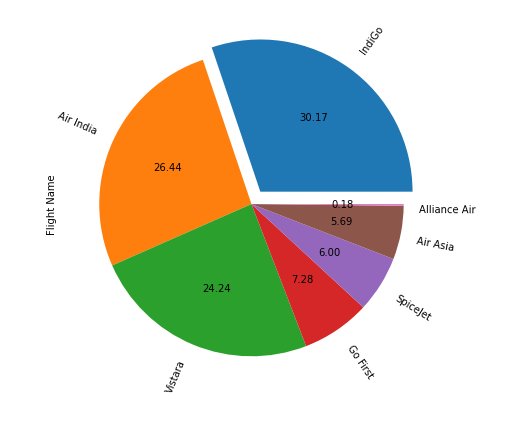 IndiGo
30.17
Air India
26.44
Flight Name
0.18
Alliance Air
5.69
Air Asia
6.00
SpiceJet
7.28
Go First
24.24
Vistara